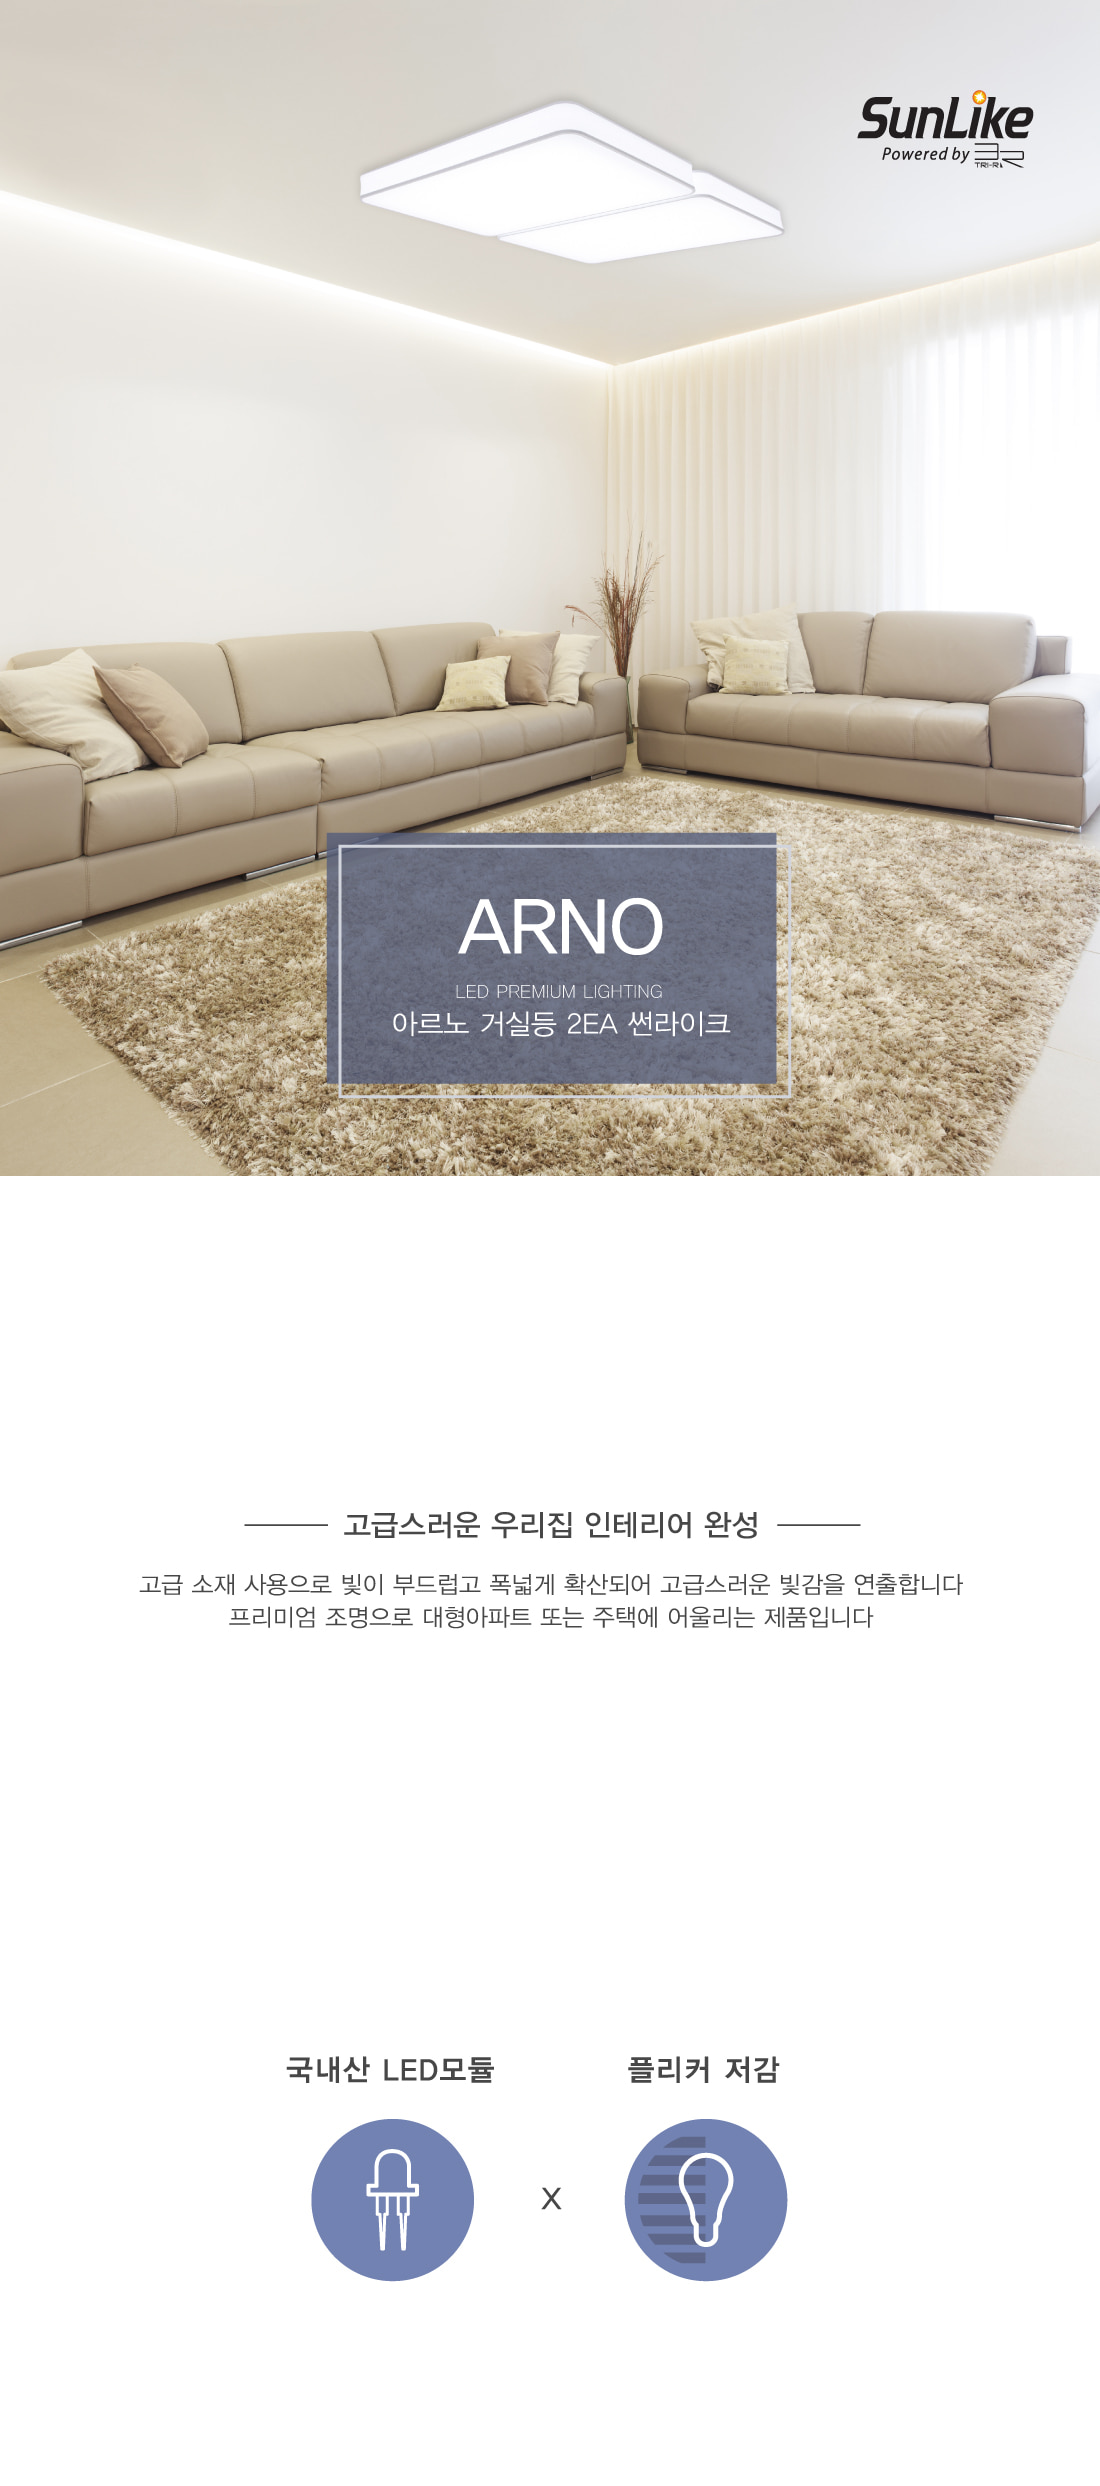 SunLike
Powered by 3R
TRI-R
ARNO
LED PREMIUM LIGHTING
아르노 거실등 2EA 썬라이크
고급스러운 우리집 인테리어 완성
고급 소재 사용으로 빛이 부드럽고 폭넓게 확산되어 고급스러운 빛감을 연출합니다
프리미엄 조명으로 대형아파트 또는 주택에 어울리는 제품입니다
국내산 LED모듈
플리커 저감
X